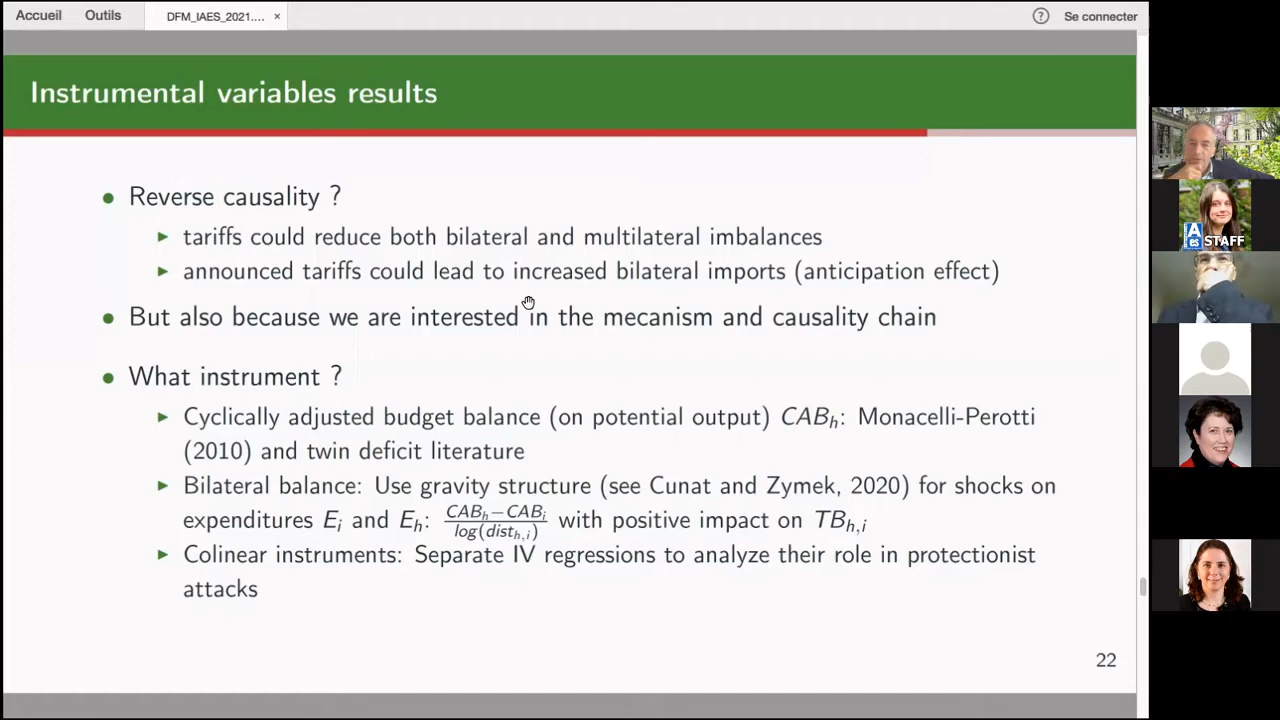 Accueil Outils DFM_IAES_2021.... × ? Se connecter
Instrumental variables results
• Reverse causality ?
▶ tariffs could reduce both bilateral and multilateral imbalances
▶ announced tariffs could lead to increased bilateral imports (anticipation effect)
• But also because we are interested in the mecanism and causality chain
• What instrument ?
▶ Cyclically adjusted budget balance (on potential output) CAB_h: Monacelli-Perotti
(2010) and twin deficit literature
▶ Bilateral balance: Use gravity structure (see Cunat and Zymek, 2020) for shocks on
expenditures E_i and E_h: \frac{CAB_h-CAB_i}{log(dist_{h,i})} with positive impact on TB_{h,i}
▶ Colinear instruments: Separate IV regressions to analyze their role in protectionist
attacks
22
A es STAFF